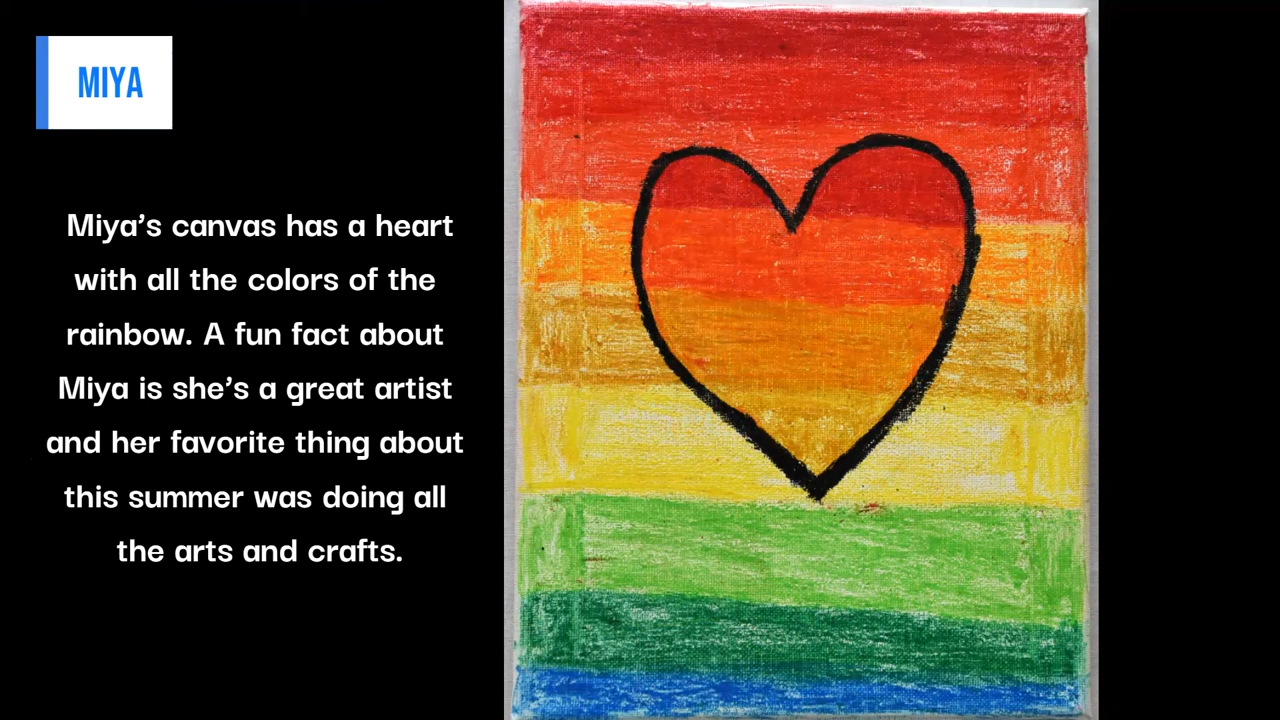 MIYA
Miya’s canvas has a heart
with all the colors of the
rainbow. A fun fact about
Miya is she’s a great artist
and her favorite thing about
this summer was doing all
the arts and crafts.